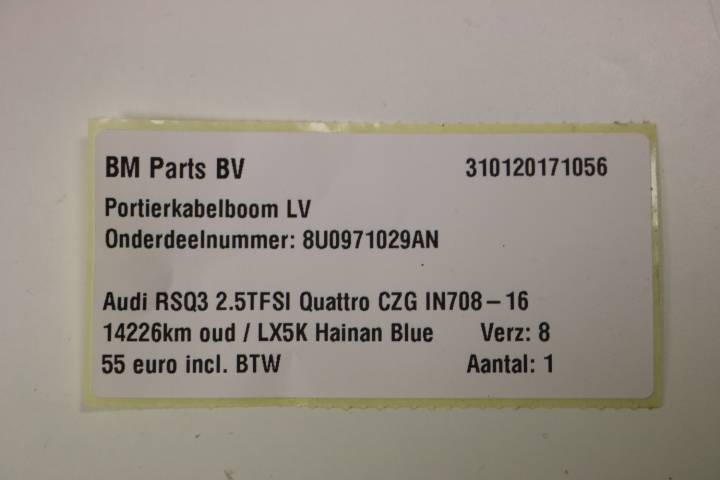 BM Parts BV 310120171056
Portierkabelboom LV
Onderdeelnummer: 8U0971029AN
Audi RSQ3 2.5TFSI Quattro CZG IN708-16
14226km oud / LX5K Hainan Blue Verz: 8
55 euro incl. BTW Aantal: 1